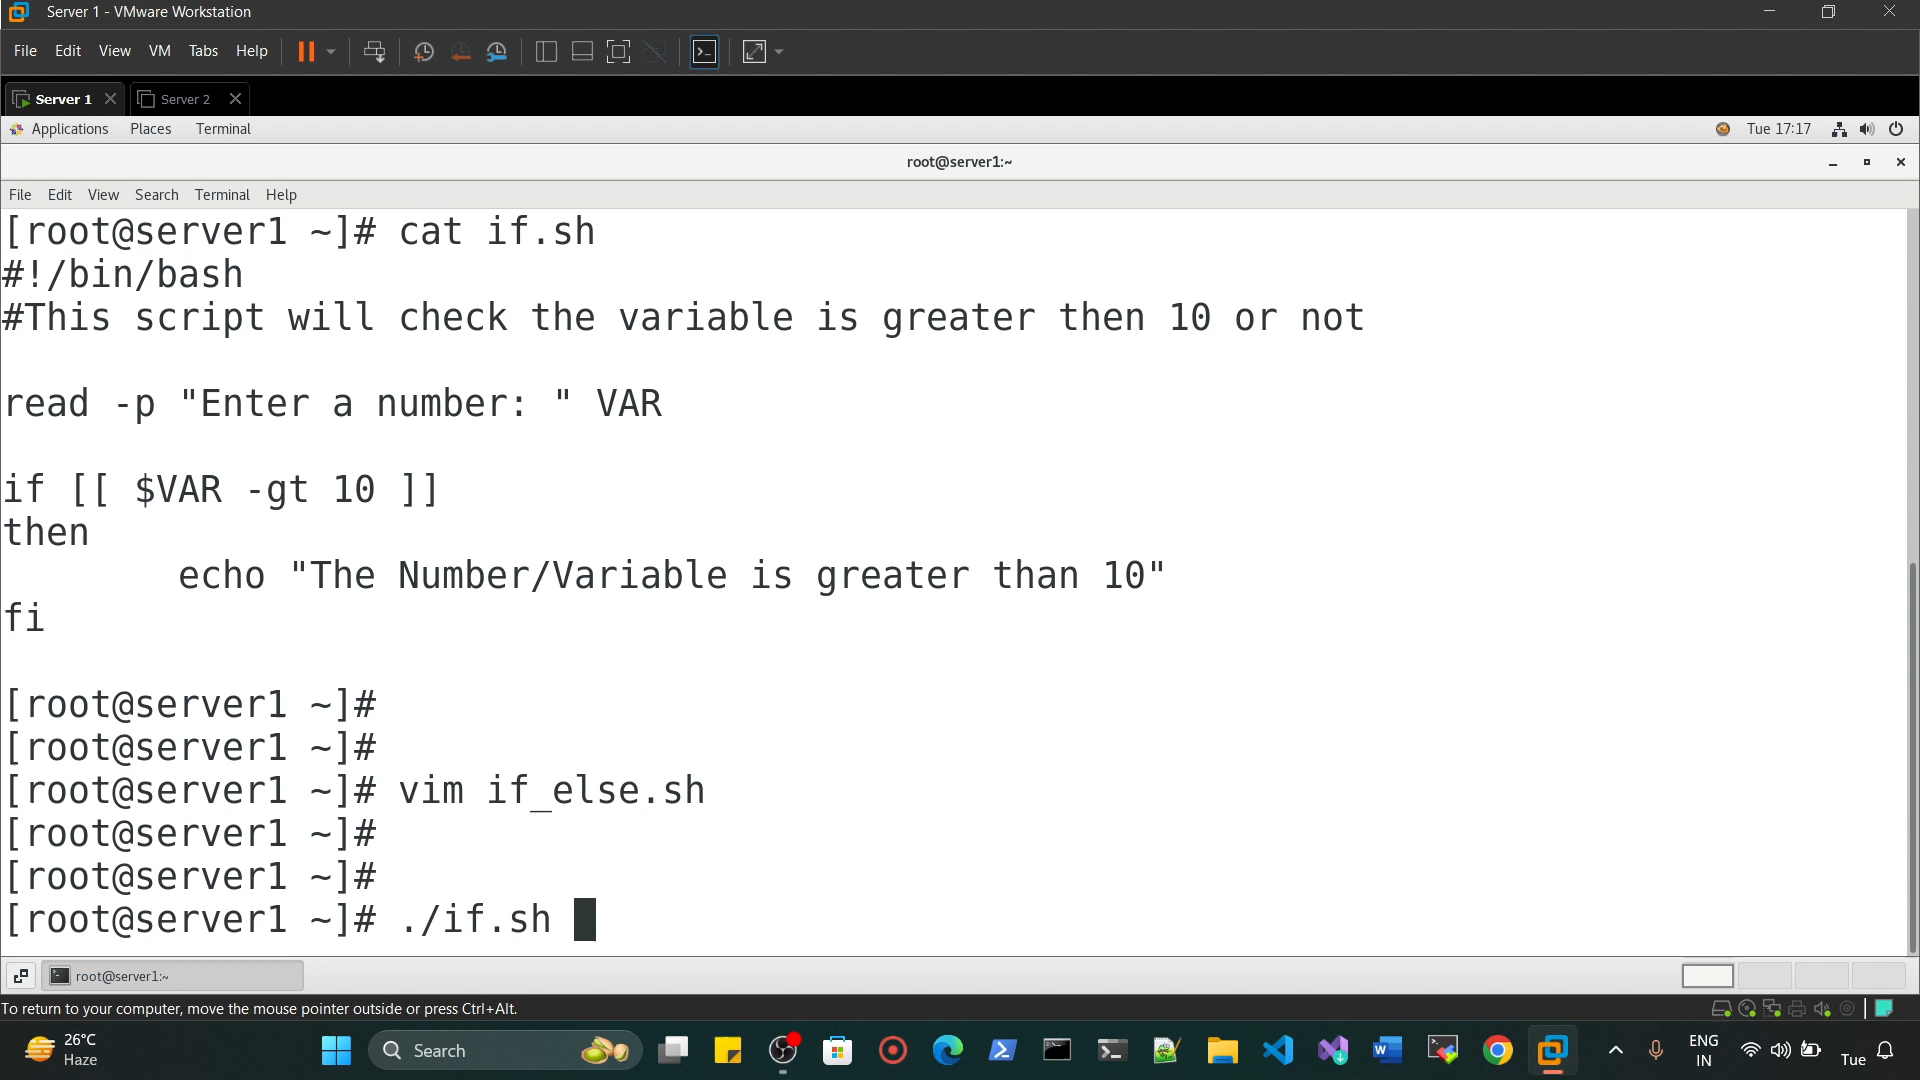 Server 1 - VMware Workstation
File Edit View VM Tabs Help
Server 1 Server 2
Applications Places Terminal Tue 17:17
root@server1:~
File Edit View Search Terminal Help
[root@server1 ~]# cat if.sh
#!/bin/bash
#This script will check the variable is greater then 10 or not
read -p "Enter a number: " VAR
if [[ $VAR -gt 10 ]]
then
echo "The Number/Variable is greater than 10"
fi
[root@server1 ~]#
[root@server1 ~]#
[root@server1 ~]# vim if_else.sh
[root@server1 ~]#
[root@server1 ~]#
[root@server1 ~]# ./if.sh
root@server1:~
To return to your computer, move the mouse pointer outside or press Ctrl+Alt.
26°C
Haze
Search
ENG
IN
Tue